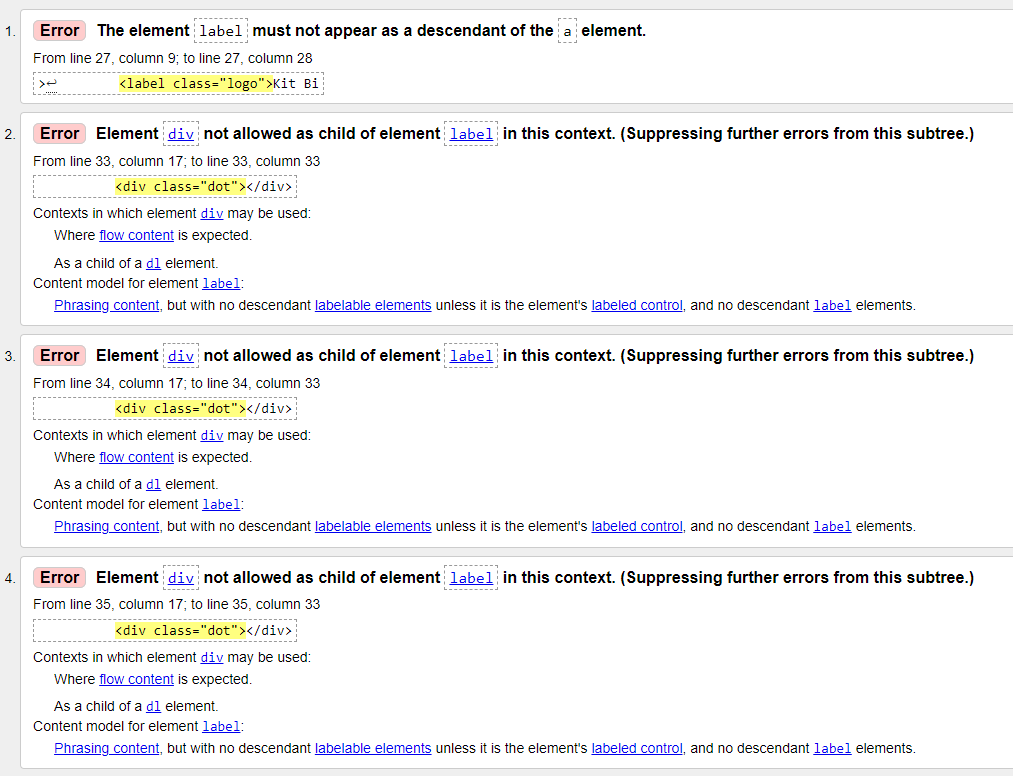 1. Error The element label must not appear as a descendant of the a element.
From line 27, column 9; to line 27, column 28
>↩ <label class="logo">Kit Bi
2. Error Element div not allowed as child of element label in this context. (Suppressing further errors from this subtree.)
From line 33, column 17; to line 33, column 33
<div class="dot"></div>
Contexts in which element div may be used:
Where flow content is expected.
As a child of a dl element.
Content model for element label:
Phrasing content, but with no descendant labelable elements unless it is the element's labeled control, and no descendant label elements.
3. Error Element div not allowed as child of element label in this context. (Suppressing further errors from this subtree.)
From line 34, column 17; to line 34, column 33
<div class="dot"></div>
Contexts in which element div may be used:
Where flow content is expected.
As a child of a dl element.
Content model for element label:
Phrasing content, but with no descendant labelable elements unless it is the element's labeled control, and no descendant label elements.
4. Error Element div not allowed as child of element label in this context. (Suppressing further errors from this subtree.)
From line 35, column 17; to line 35, column 33
<div class="dot"></div>
Contexts in which element div may be used:
Where flow content is expected.
As a child of a dl element.
Content model for element label:
Phrasing content, but with no descendant labelable elements unless it is the element's labeled control, and no descendant label elements.